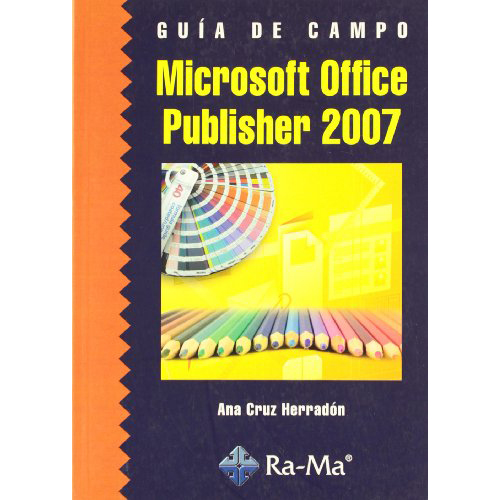 GUÍA DE CAMPO
Microsoft Office
Publisher 2007
Ana Cruz Herradón
Ra-Ma®